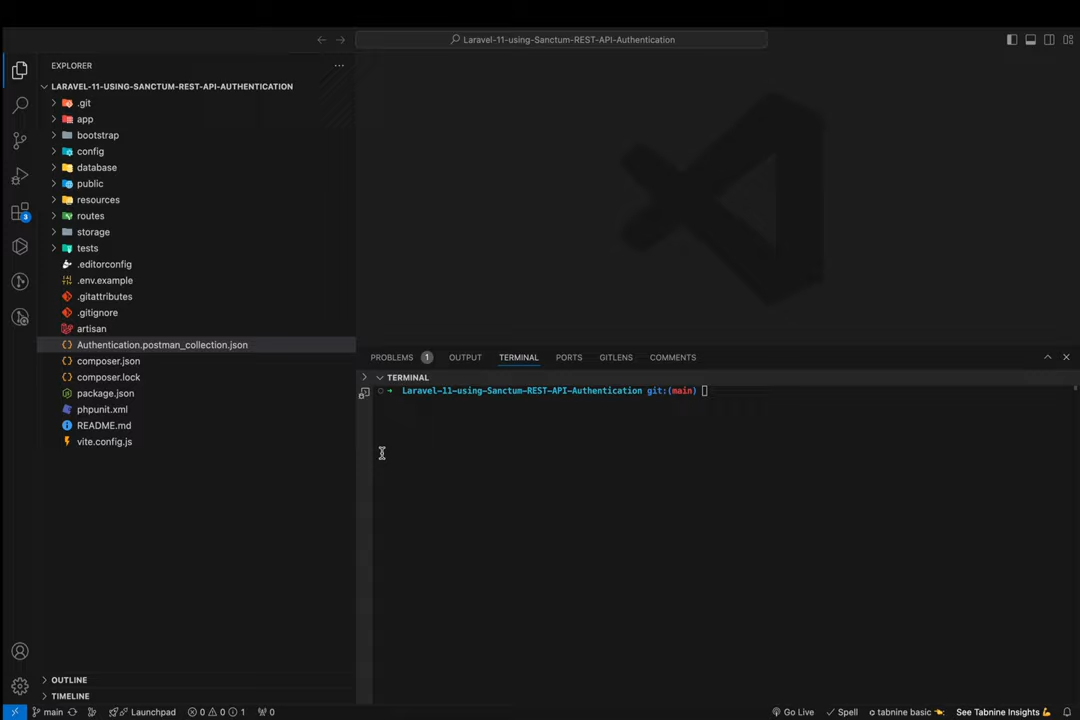 Laravel-11-using-Sanctum-REST-API-Authentication
EXPLORER
LARAVEL-11-USING-SANCTUM-REST-API-AUTHENTICATION
.git
app
bootstrap
config
database
public
resources
routes
storage
tests
.editorconfig
.env.example
.gitattributes
.gitignore
artisan
Authentication.postman_collection.json
composer.json
composer.lock
package.json
phpunit.xml
README.md
vite.config.js
3
PROBLEMS 1 OUTPUT TERMINAL PORTS GITLENS COMMENTS
TERMINAL
Laravel-11-using-Sanctum-REST-API-Authentication git:(main)
OUTLINE
TIMELINE
main Launchpad 0 0 1 0 Go Live Spell tabnine basic See Tabnine Insights